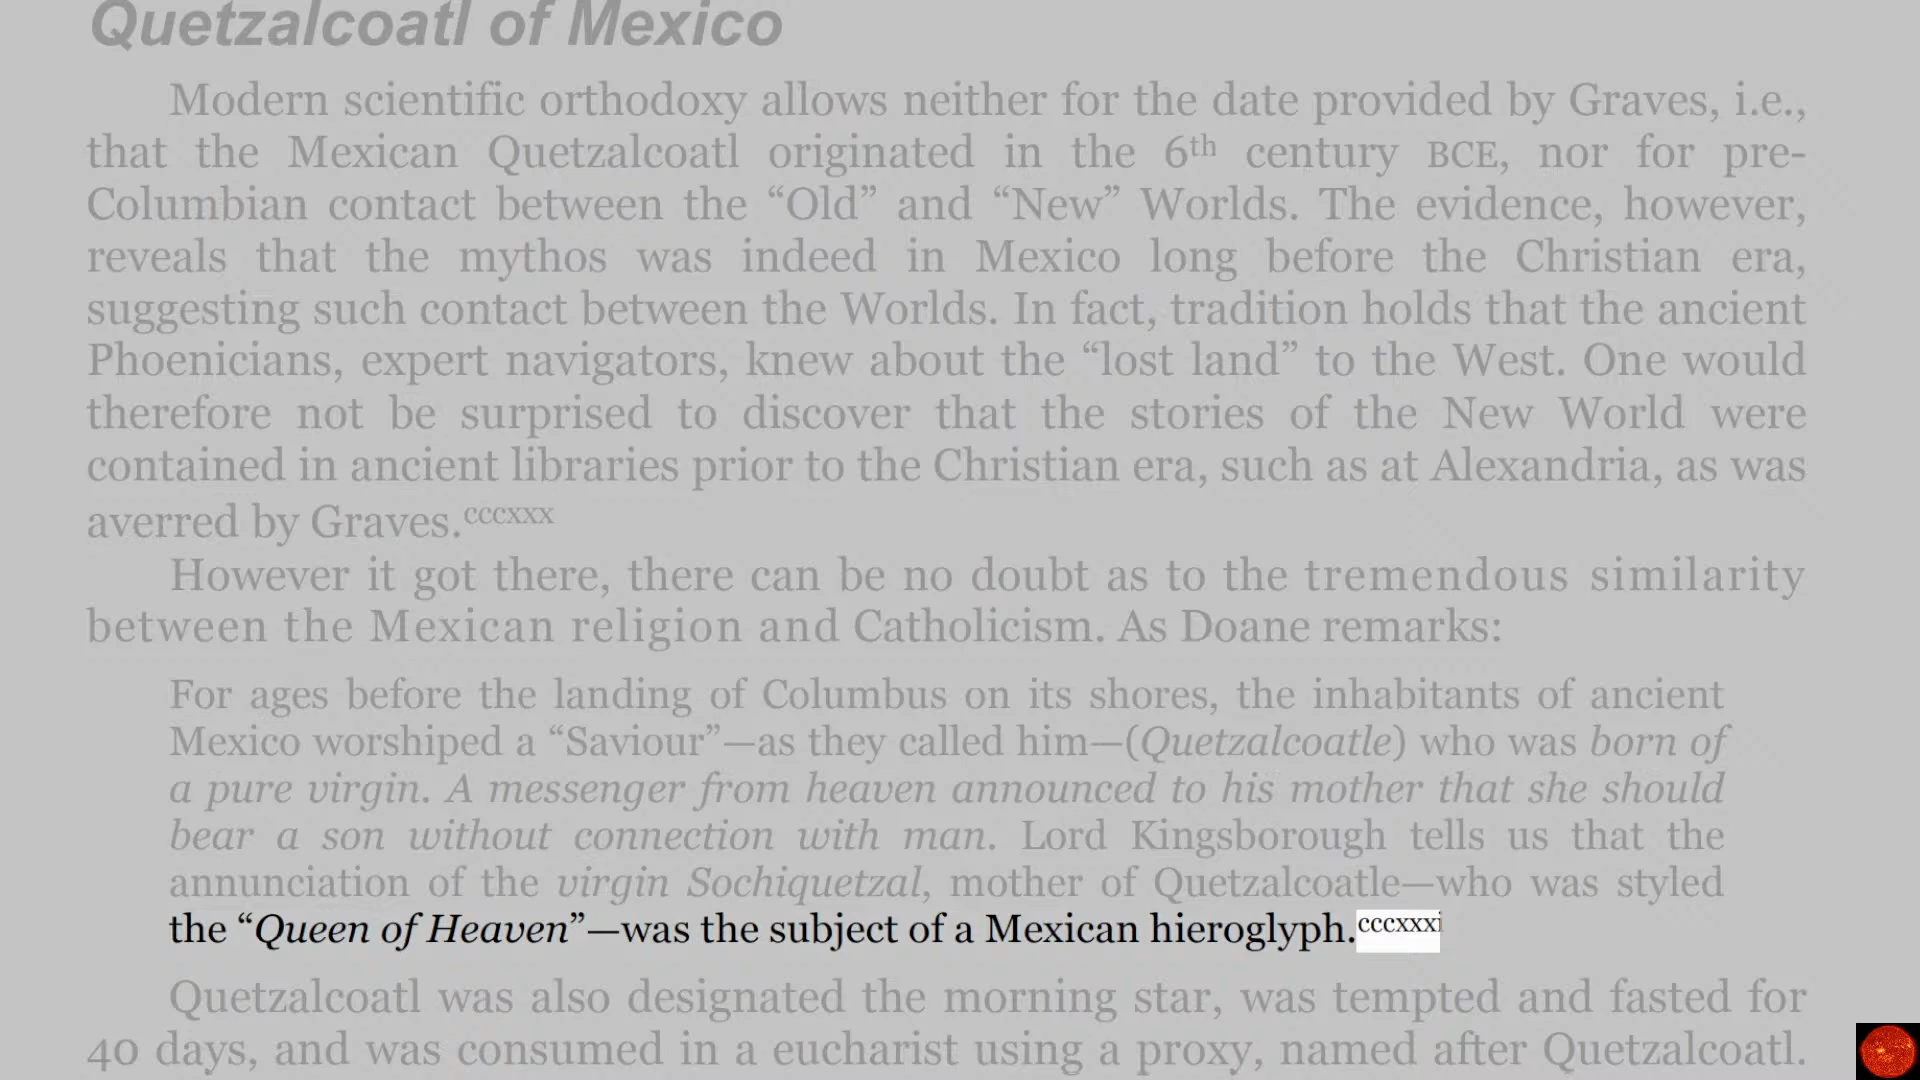 Quetzalcoatl of Mexico
Modern scientific orthodoxy allows neither for the date provided by Graves, i.e.,
that the Mexican Quetzalcoatl originated in the 6th century BCE, nor for pre-
Columbian contact between the “Old” and “New” Worlds. The evidence, however,
reveals that the mythos was indeed in Mexico long before the Christian era,
suggesting such contact between the Worlds. In fact, tradition holds that the ancient
Phoenicians, expert navigators, knew about the “lost land” to the West. One would
therefore not be surprised to discover that the stories of the New World were
contained in ancient libraries prior to the Christian era, such as at Alexandria, as was
averred by Graves.cccxxx
However it got there, there can be no doubt as to the tremendous similarity
between the Mexican religion and Catholicism. As Doane remarks:
For ages before the landing of Columbus on its shores, the inhabitants of ancient
Mexico worshiped a “Saviour”—as they called him—(Quetzalcoatle) who was born of
a pure virgin. A messenger from heaven announced to his mother that she should
bear a son without connection with man. Lord Kingsborough tells us that the
annunciation of the virgin Sochiquetzal, mother of Quetzalcoatle—who was styled
the “Queen of Heaven”—was the subject of a Mexican hieroglyph.cccxxxi
Quetzalcoatl was also designated the morning star, was tempted and fasted for
40 days, and was consumed in a eucharist using a proxy, named after Quetzalcoatl.